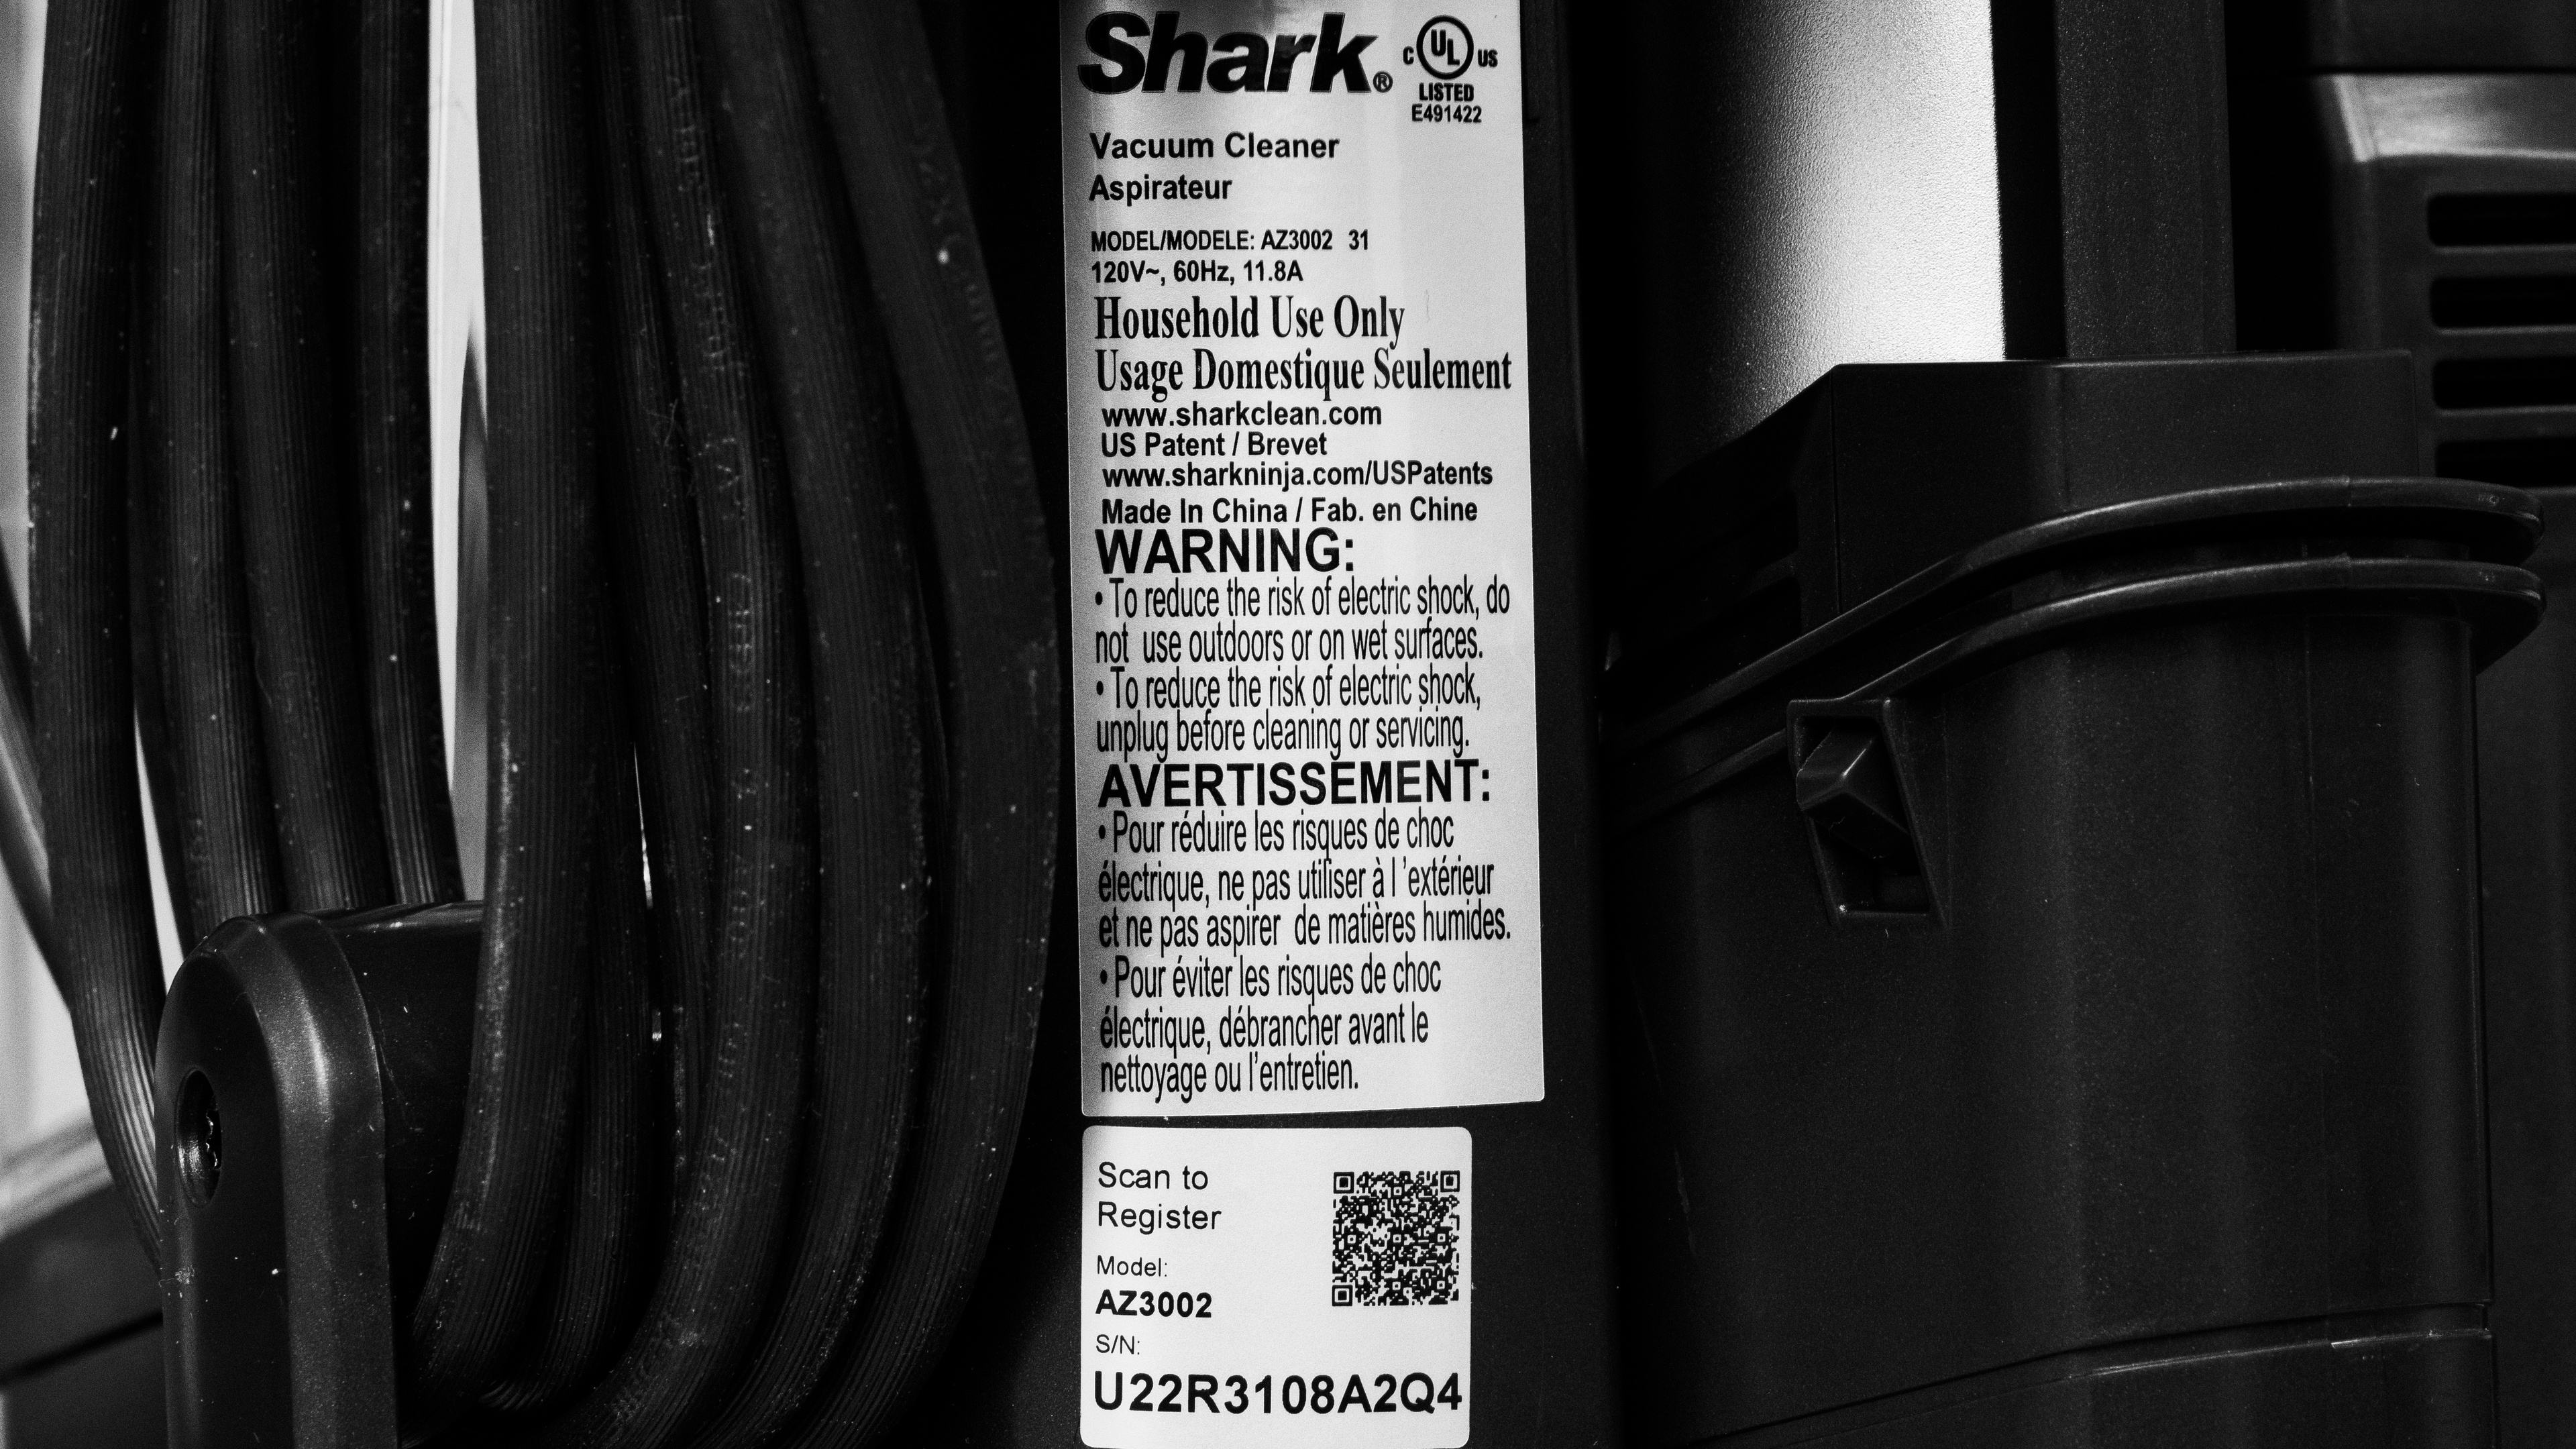 Shark®
C UL US
LISTED
E491422
Vacuum Cleaner
Aspirateur
MODEL/MODELE: AZ3002 31
120V~, 60Hz, 11.8A
Household Use Only
Usage Domestique Seulement
www.sharkclean.com
US Patent / Brevet
www.sharkninja.com/USPatents
Made In China / Fab. en Chine
WARNING:
• To reduce the risk of electric shock, do
not use outdoors or on wet surfaces.
• To reduce the risk of electric shock,
unplug before cleaning or servicing.
AVERTISSEMENT:
• Pour réduire les risques de choc
électrique, ne pas utiliser à l 'extérieur
et ne pas aspirer de matières humides.
• Pour éviter les risques de choc
électrique, débrancher avant le
nettoyage ou l'entretien.
Scan to
Register
Model:
AZ3002
S/N:
U22R3108A2Q4